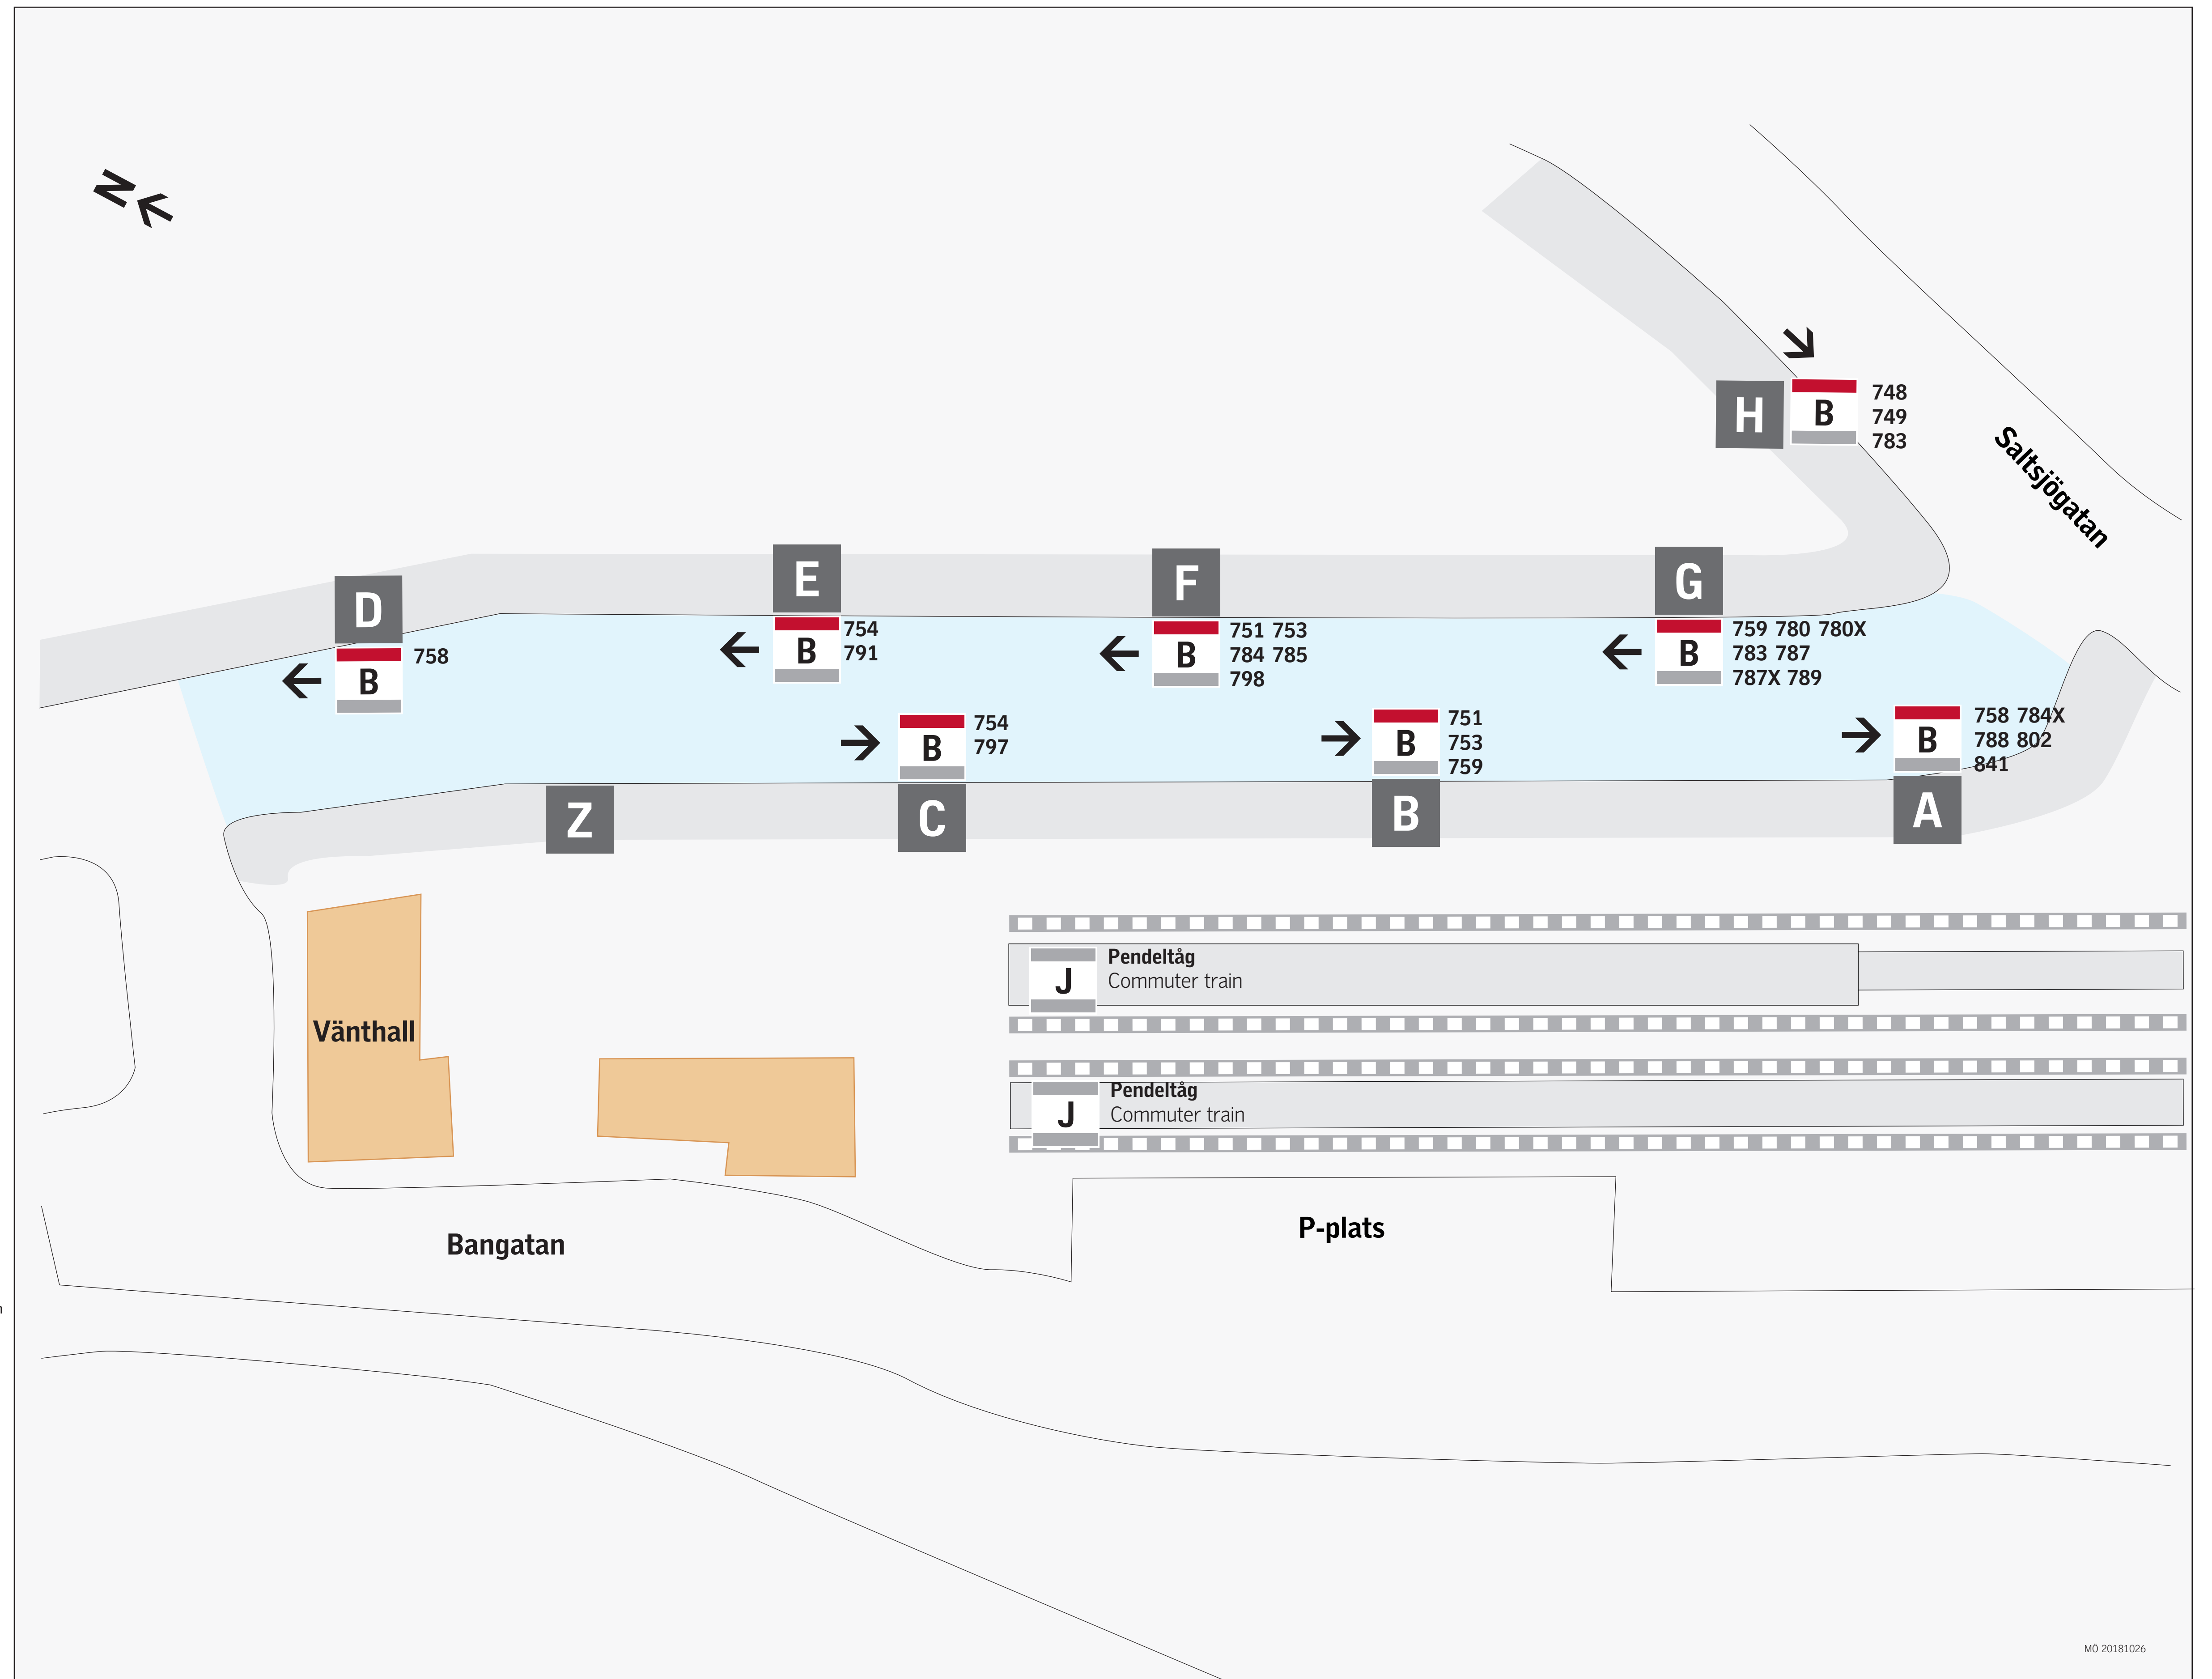 N
H
B
748
749
783
Saltsjögatan
D
B
758
E
B
754
791
F
B
751 753
784 785
798
G
B
759 780 780X
783 787
787X 789
B
754
797
C
B
751
753
759
B
B
758 784X
788 802
841
A
Z
J
Pendeltåg
Commuter train
Vänthall
J
Pendeltåg
Commuter train
P-plats
Bangatan
MÖ 20181026